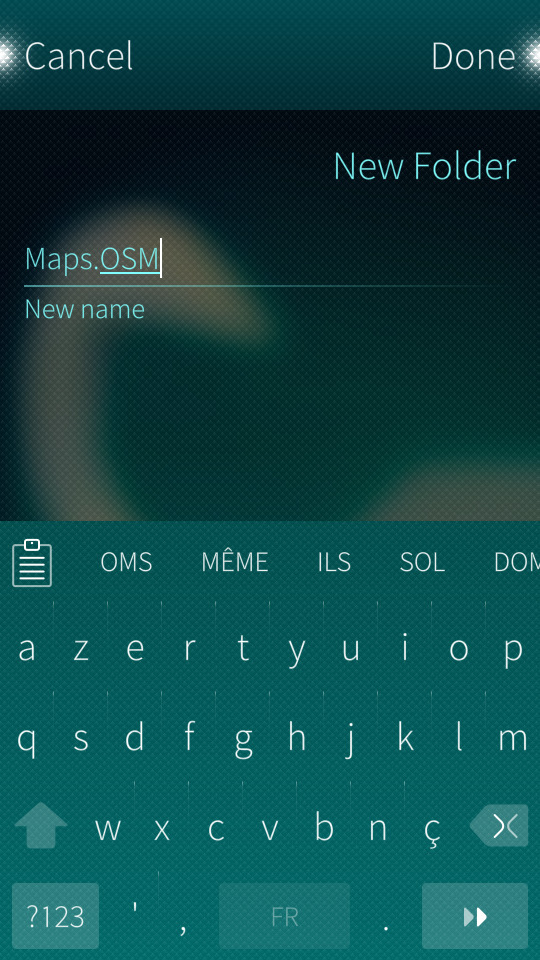 Cancel Done
New Folder
Maps.OSM
New name
OMS MÊME ILS SOL DOM
a z e r t y u i o p
q s d f g h j k l m
w x c v b n ç
?123 ' , FR .